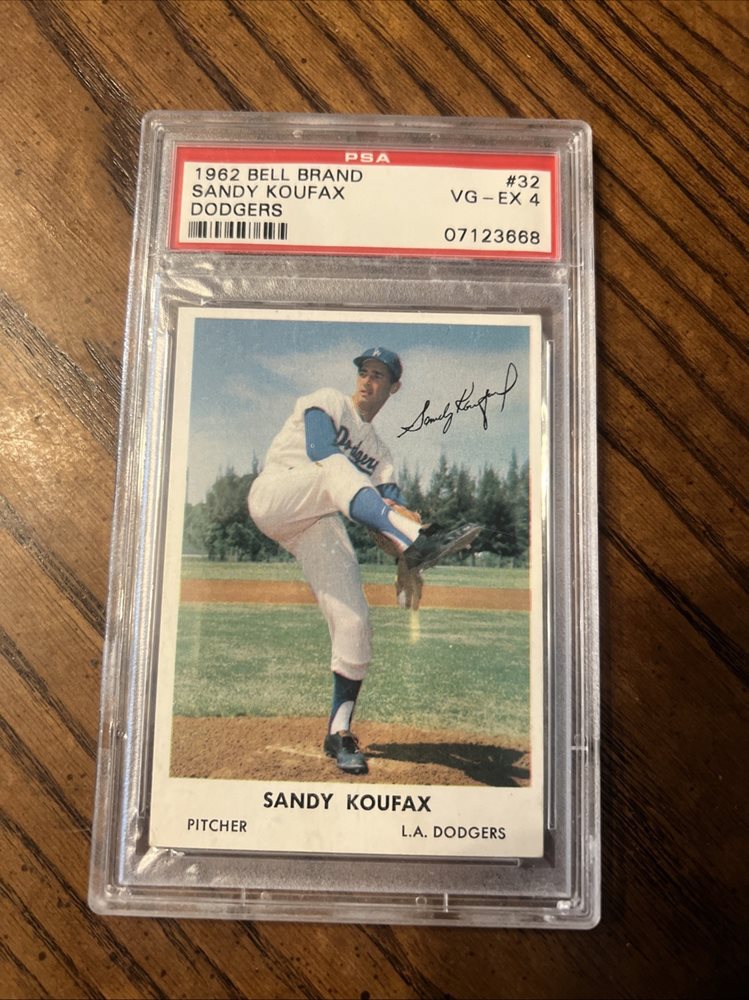 PSA
1962 BELL BRAND #32
SANDY KOUFAX VG-EX 4
DODGERS
07123668
Sandy Koufax
Dodgers
SANDY KOUFAX
PITCHER L.A. DODGERS